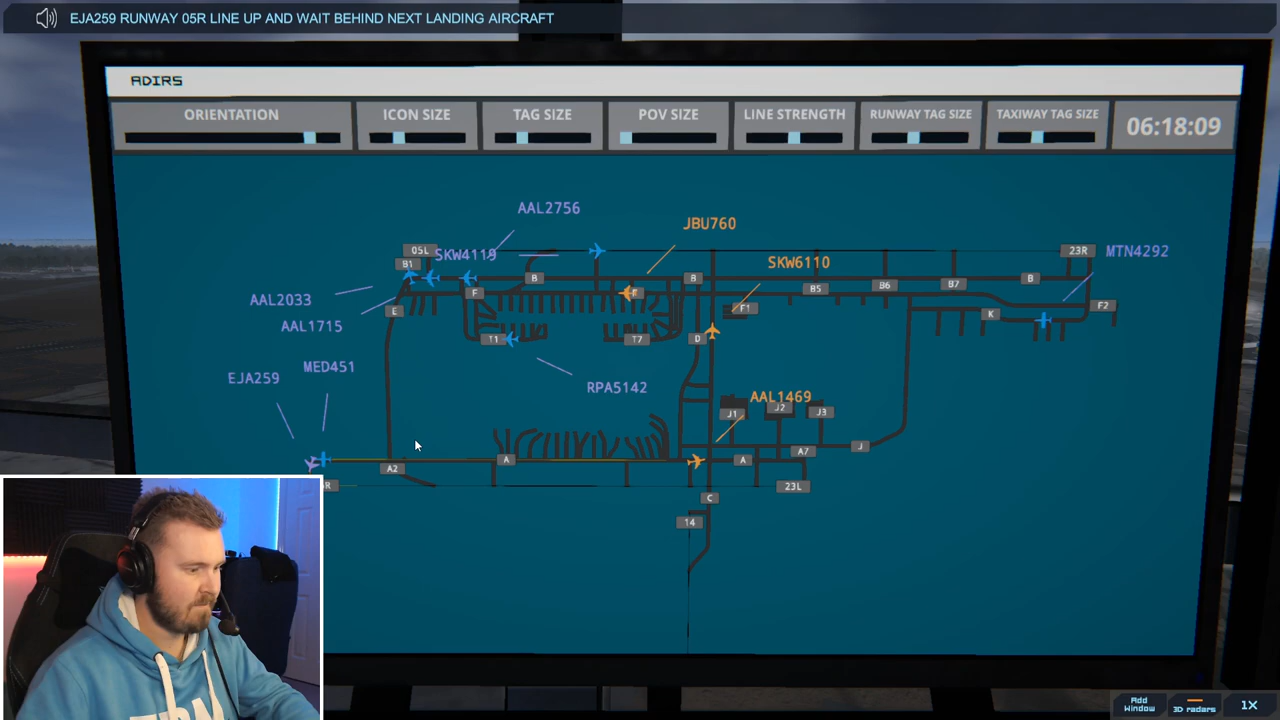 EJA259 RUNWAY 05R LINE UP AND WAIT BEHIND NEXT LANDING AIRCRAFT
ADIRS
ORIENTATION
ICON SIZE
TAG SIZE
POV SIZE
LINE STRENGTH
RUNWAY TAG SIZE
TAXIWAY TAG SIZE
06:18:09
AAL2756
JBU760
05L
SKW4119
23R
MTN4292
B1
SKW6110
B
B
B5
B6
B7
B
AAL2033
F
F1
F2
AAL1715
E
K
T1
T7
D
MED451
EJA259
RPA5142
AAL1469
J1
J2
J3
A2
A
A
A7
J
23L
C
14
Add Window
3D radars
1X